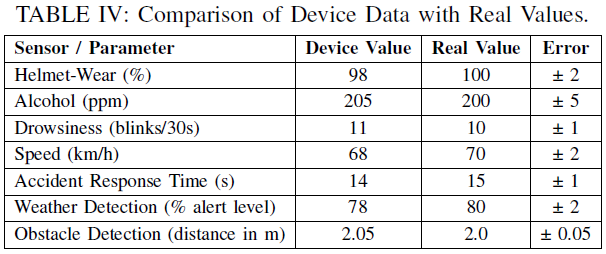 TABLE IV: Comparison of Device Data with Real Values.
Sensor / Parameter Device Value Real Value Error
Helmet-Wear (%) 98 100 ± 2
Alcohol (ppm) 205 200 ± 5
Drowsiness (blinks/30s) 11 10 ± 1
Speed (km/h) 68 70 ± 2
Accident Response Time (s) 14 15 ± 1
Weather Detection (% alert level) 78 80 ± 2
Obstacle Detection (distance in m) 2.05 2.0 ± 0.05